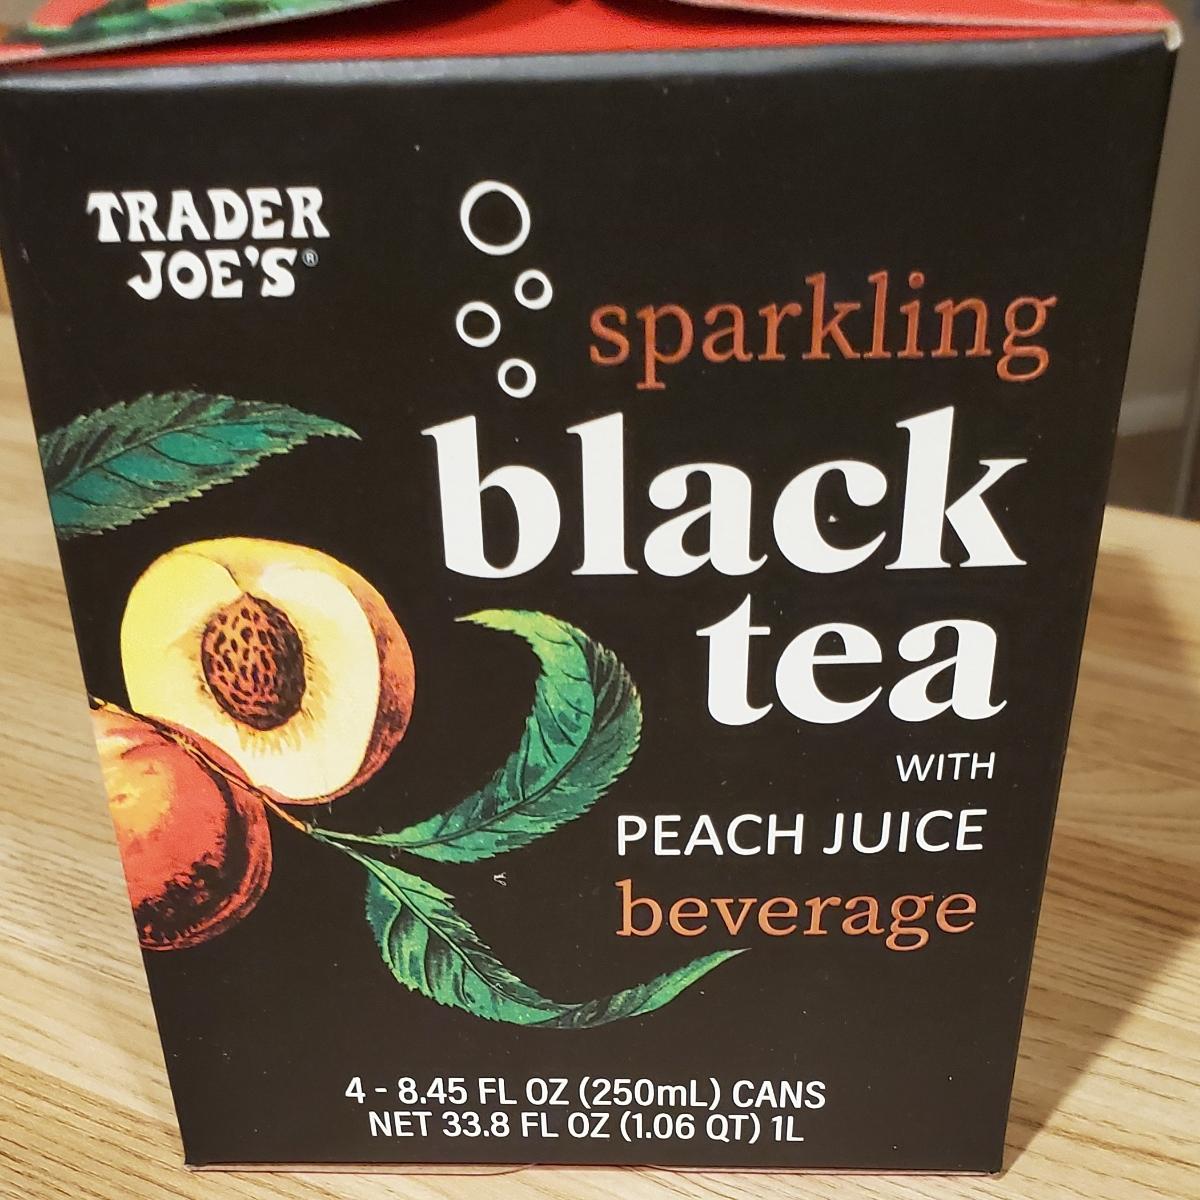 TRADER
JOE'S®
sparkling
black
tea
WITH
PEACH JUICE
beverage
4 - 8.45 FL OZ (250mL) CANS
NET 33.8 FL OZ (1.06 QT) 1L